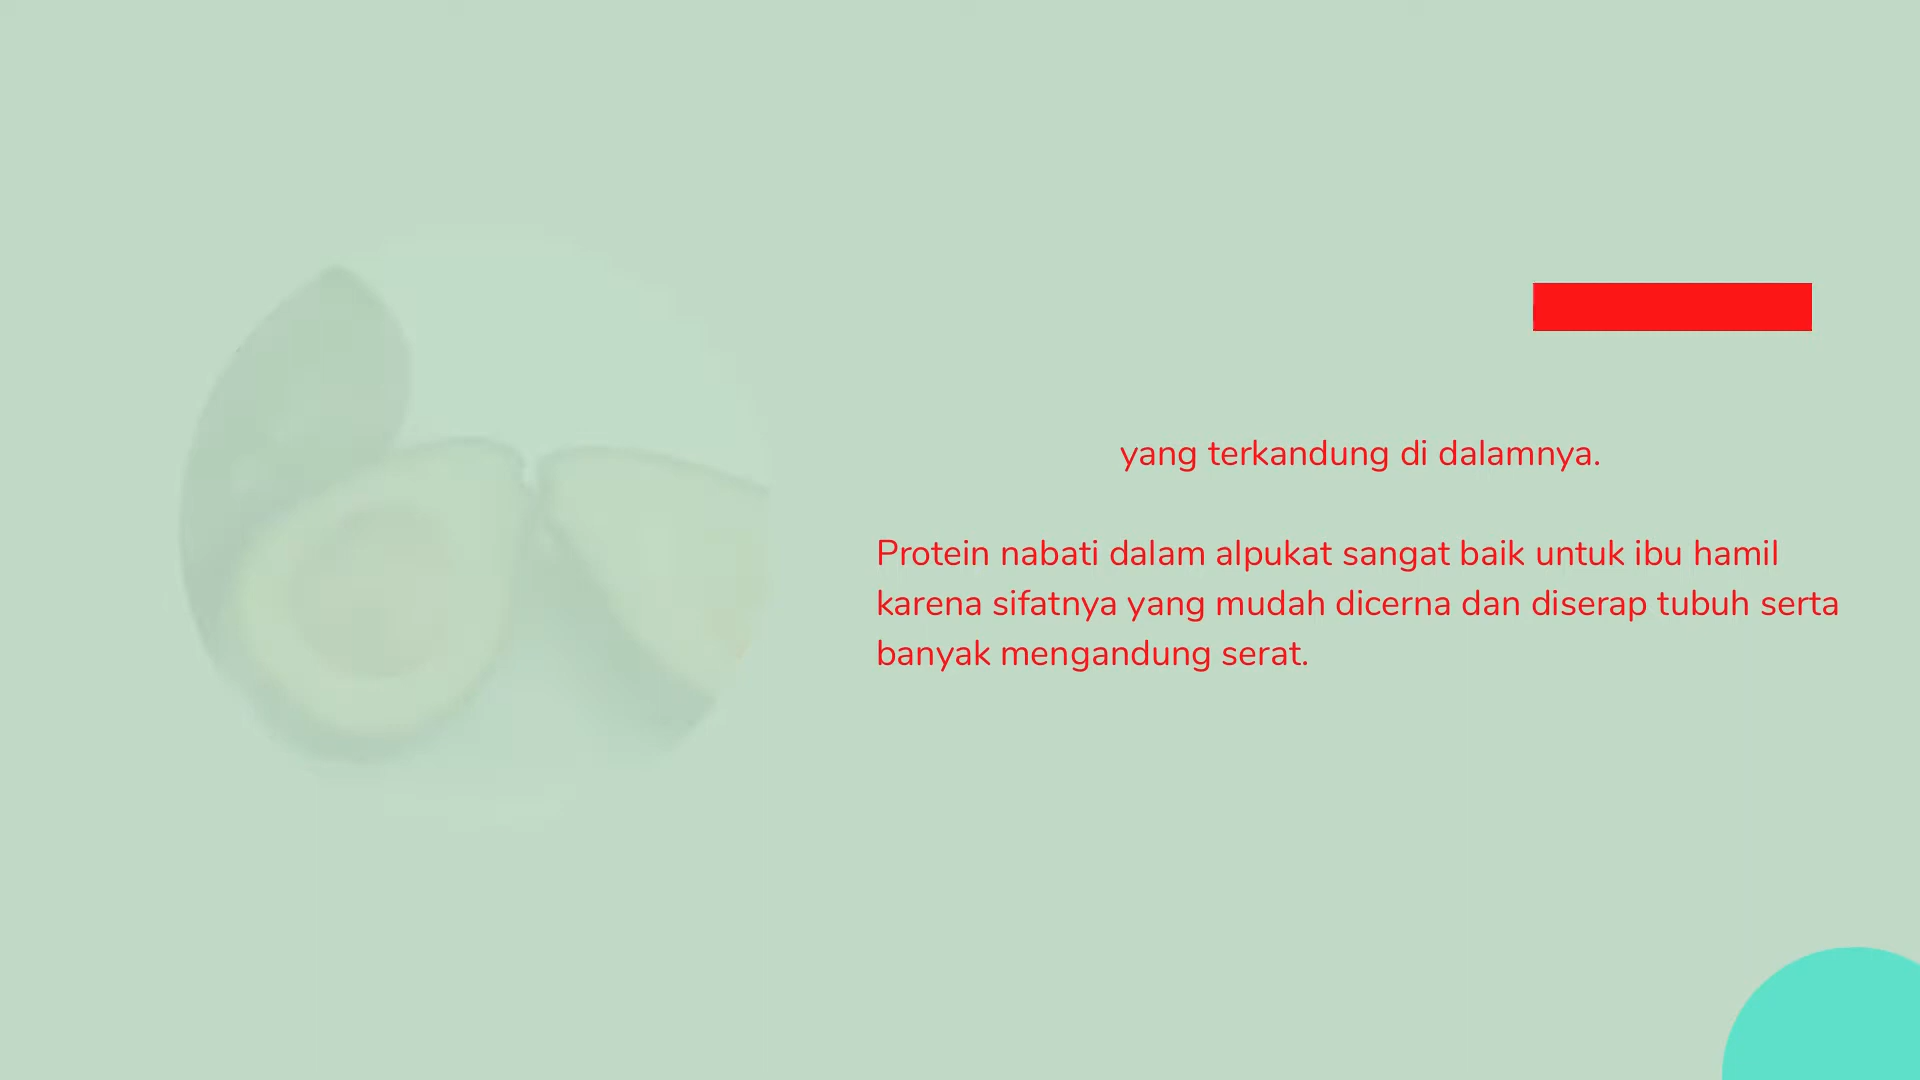 yang terkandung di dalamnya.
Protein nabati dalam alpukat sangat baik untuk ibu hamil
karena sifatnya yang mudah dicerna dan diserap tubuh serta
banyak mengandung serat.